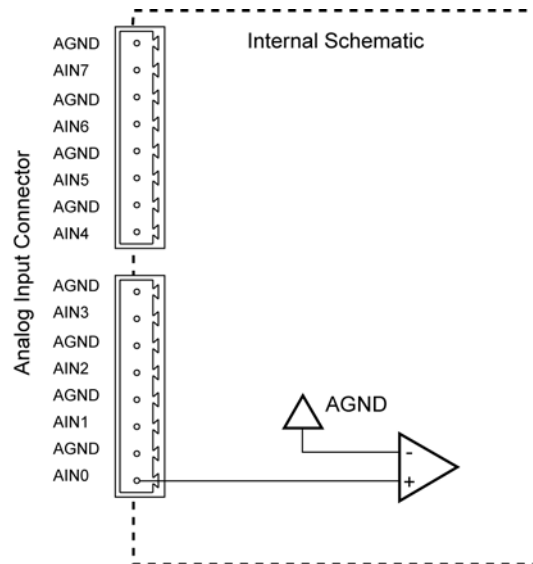 Internal Schematic
Analog Input Connector
AGND
AIN7
AGND
AIN6
AGND
AIN5
AGND
AIN4
AGND
AIN3
AGND
AIN2
AGND
AIN1
AGND
AIN0
AGND
-
+